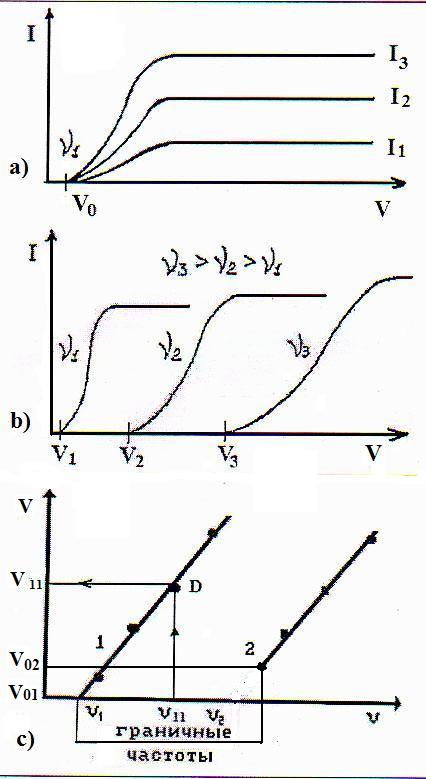 I
I3
I2
I1
ν1
a)
V0
V
I
ν3 > ν2 > ν1
ν1
ν2
ν3
b)
V1
V2
V3
V
V
V11
D
1
2
V02
V01
ν1
ν11
ν2
ν
граничные
частоты
c)